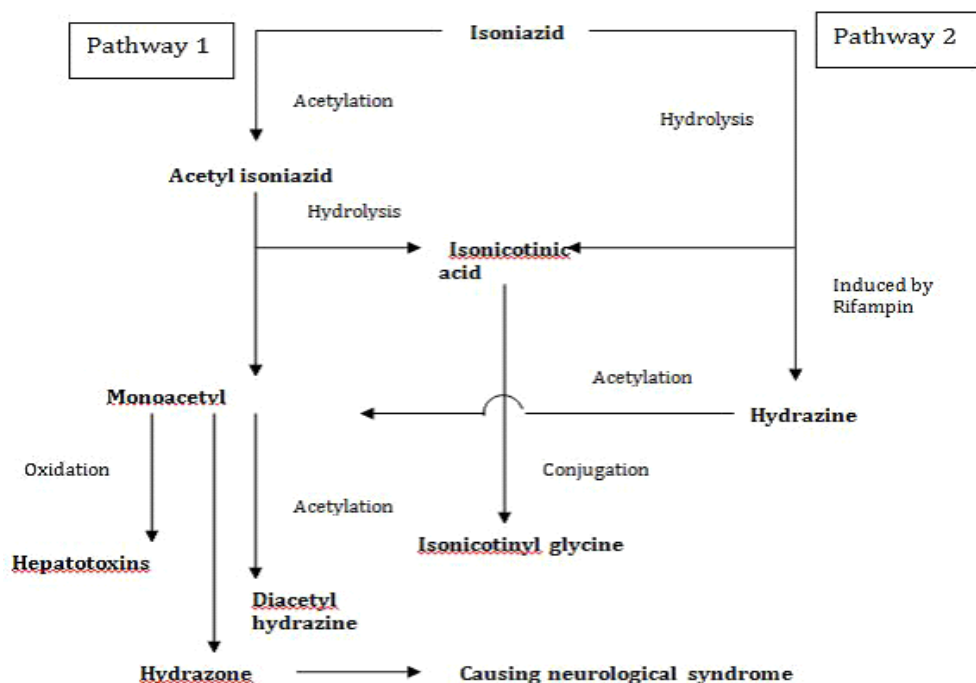 Pathway 1
Isoniazid
Pathway 2
Acetylation
Hydrolysis
Acetyl isoniazid
Hydrolysis
Isonicotinic
acid
Induced by
Rifampin
Monoacetyl
Acetylation
Hydrazine
Oxidation
Acetylation
Conjugation
Hepatotoxins
Isonicotinyl glycine
Diacetyl
hydrazine
Hydrazone
Causing neurological syndrome